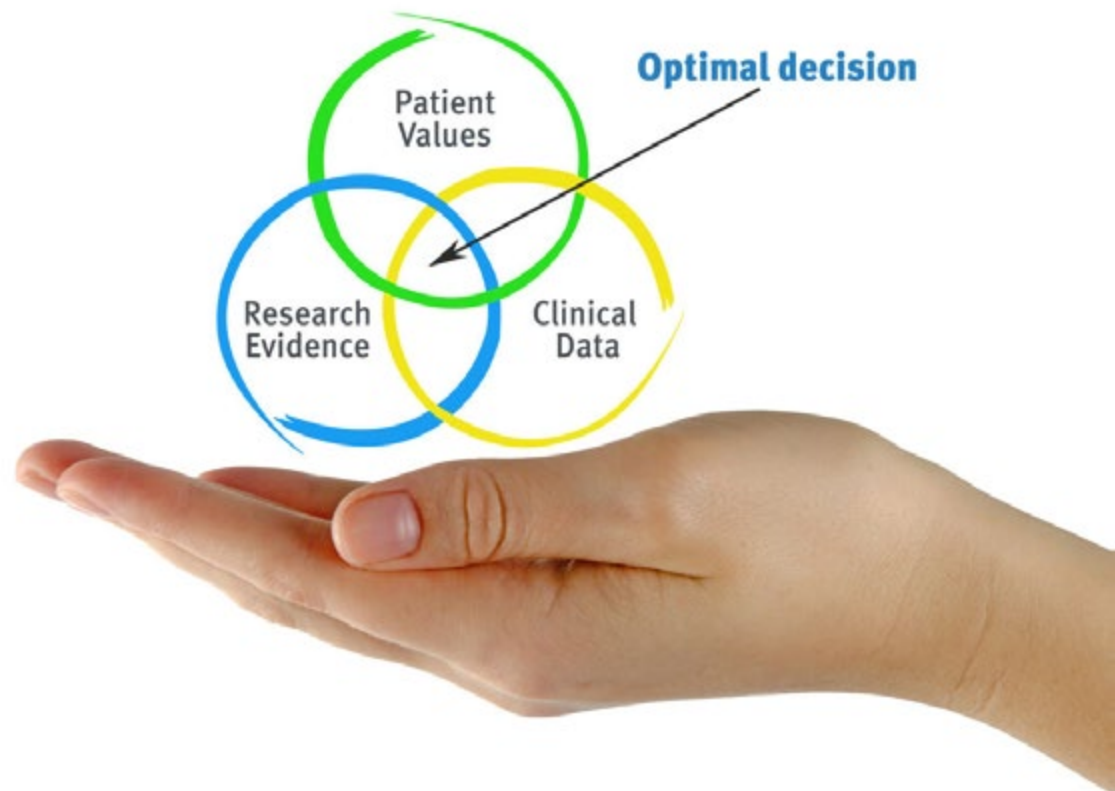 Optimal decision
Patient
Values
Research
Evidence
Clinical
Data